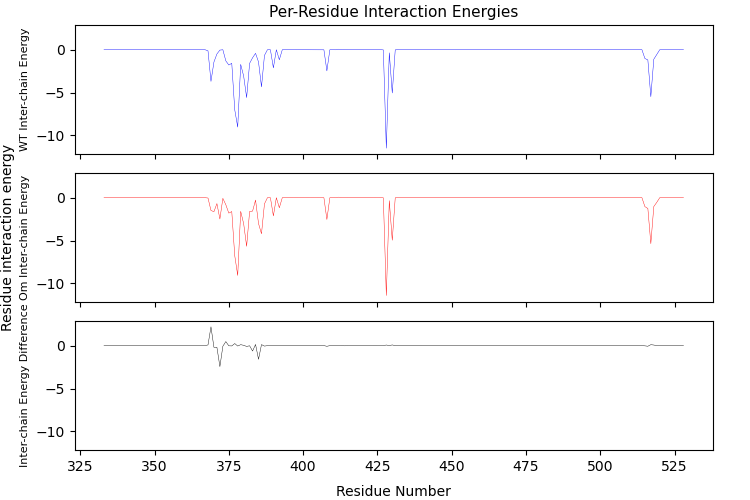 Per-Residue Interaction Energies
Residue interaction energy
WT Inter-chain Energy
0
−5
−10
Om Inter-chain Energy
0
−5
−10
Inter-chain Energy Difference
0
−5
−10
325 350 375 400 425 450 475 500 525
Residue Number